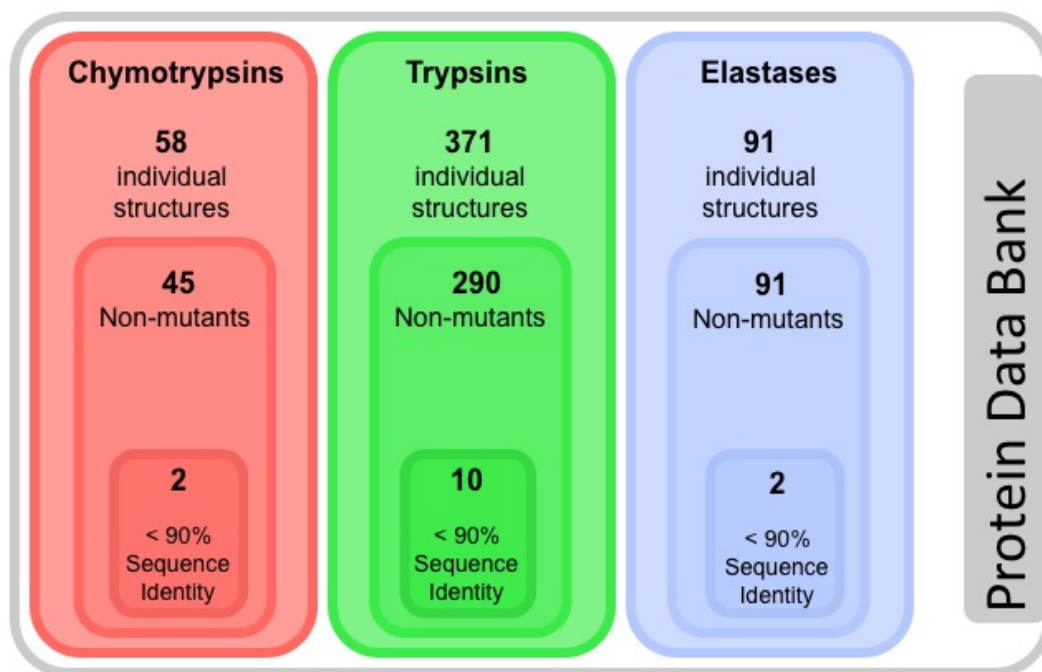 Chymotrypsins
58
individual
structures
45
Non-mutants
2
< 90%
Sequence
Identity
Trypsins
371
individual
structures
290
Non-mutants
10
< 90%
Sequence
Identity
Elastases
91
individual
structures
91
Non-mutants
2
< 90%
Sequence
Identity
Protein Data Bank